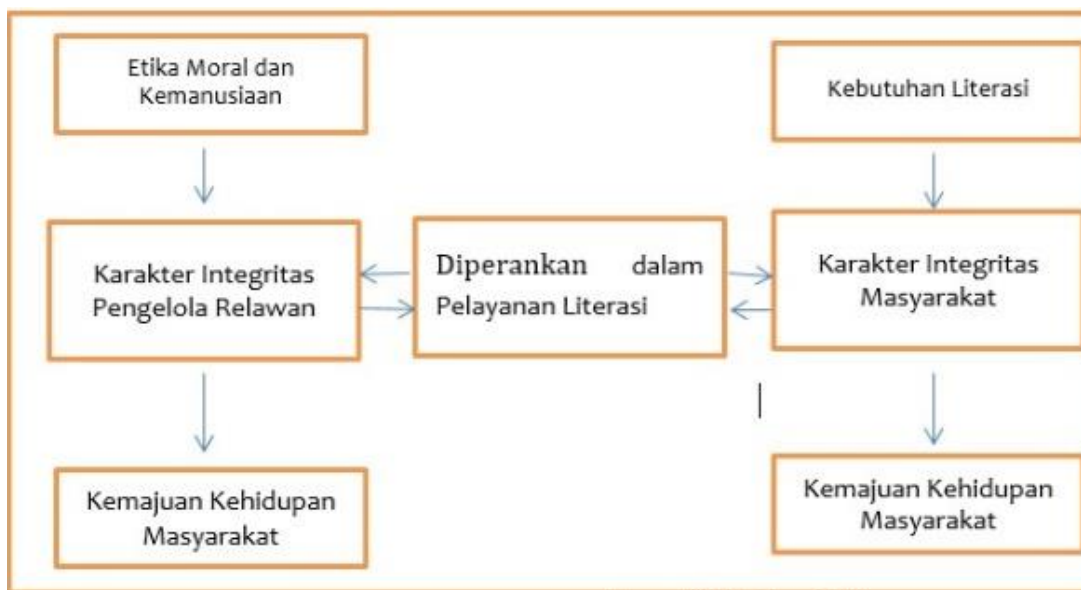 Etika Moral dan
Kemanusiaan
Kebutuhan Literasi
Karakter Integritas
Pengelola Relawan
Diperankan dalam
Pelayanan Literasi
Karakter Integritas
Masyarakat
Kemajuan Kehidupan
Masyarakat
Kemajuan Kehidupan
Masyarakat